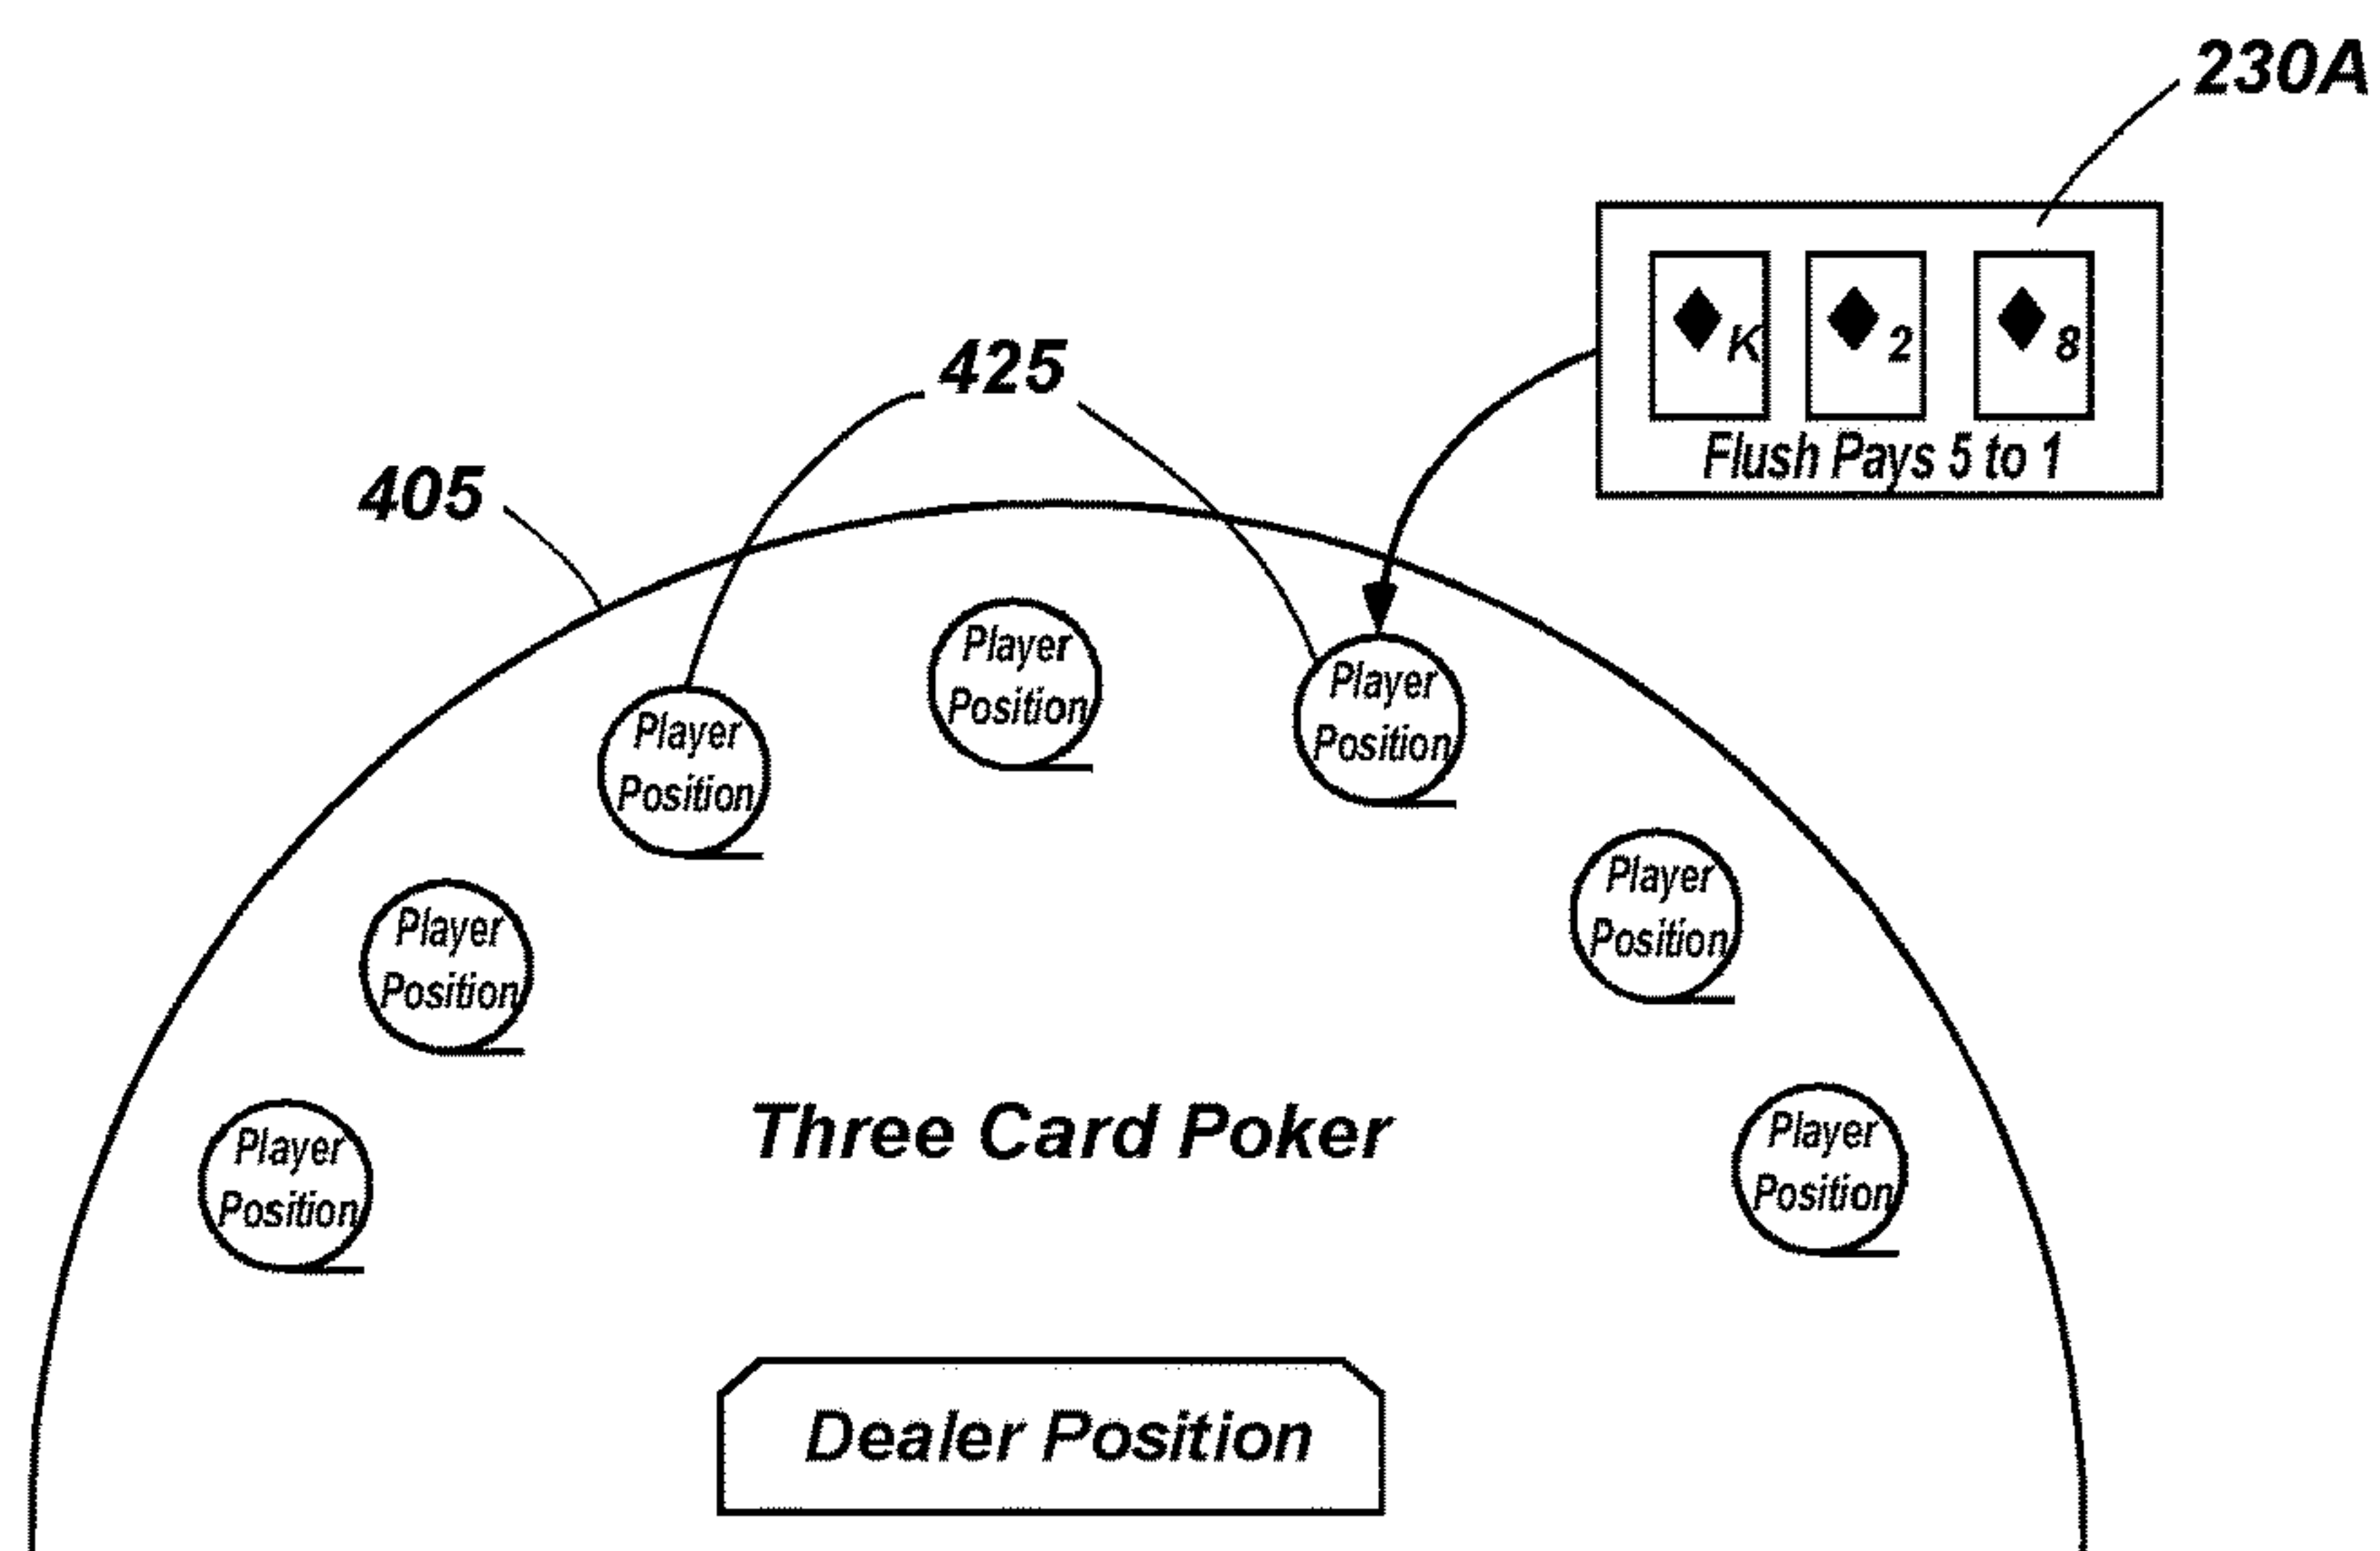 230A
K 2 8
Flush Pays 5 to 1
425
405
Player
Position
Player
Position
Player
Position
Player
Position
Player
Position
Player
Position
Player
Position
Three Card Poker
Dealer Position